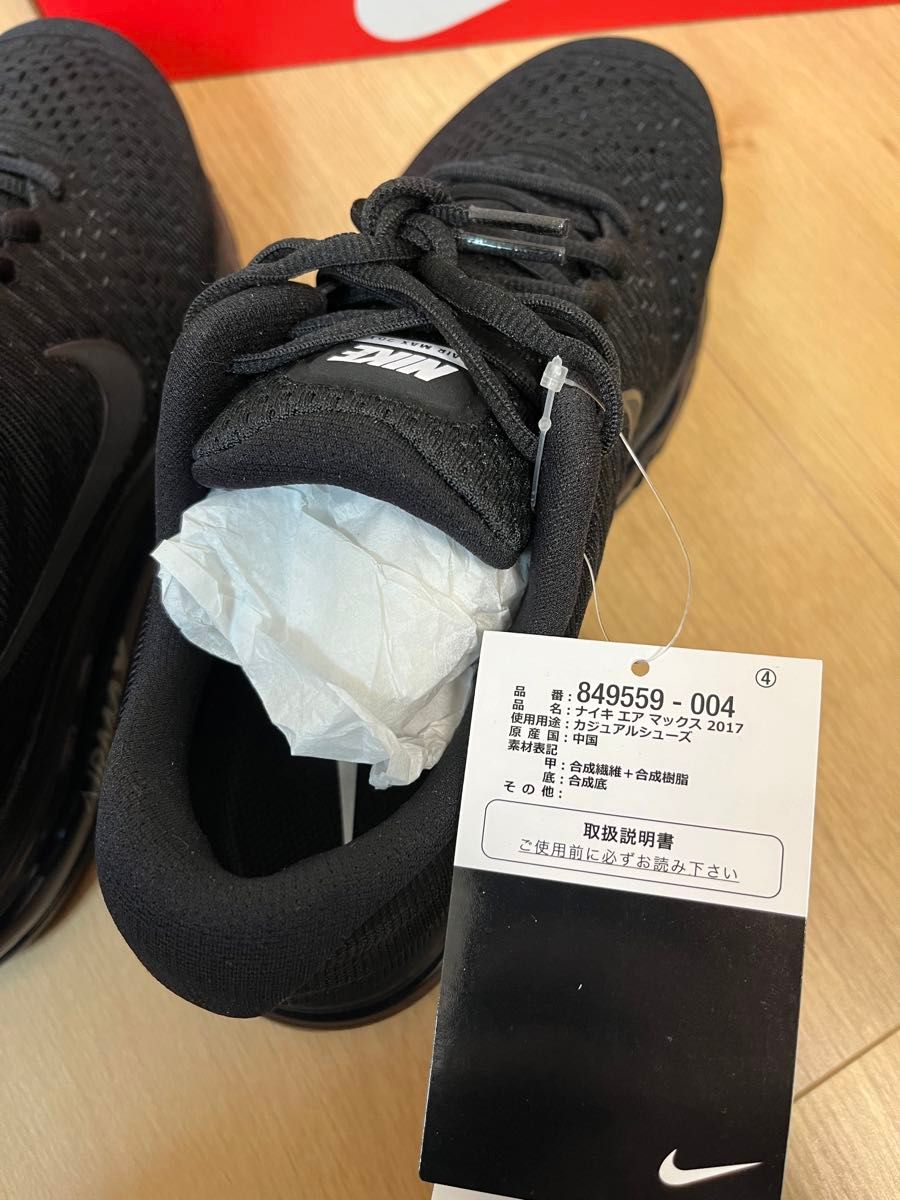 NIKE
AIR MAX 20
④
品 番：849559 - 004
品 名：ナイキ エア マックス 2017
使用用途：カジュアルシューズ
原 産 国：中国
素材表記
甲：合成繊維＋合成樹脂
底：合成底
そ の 他：
取扱説明書
ご使用前に必ずお読み下さい